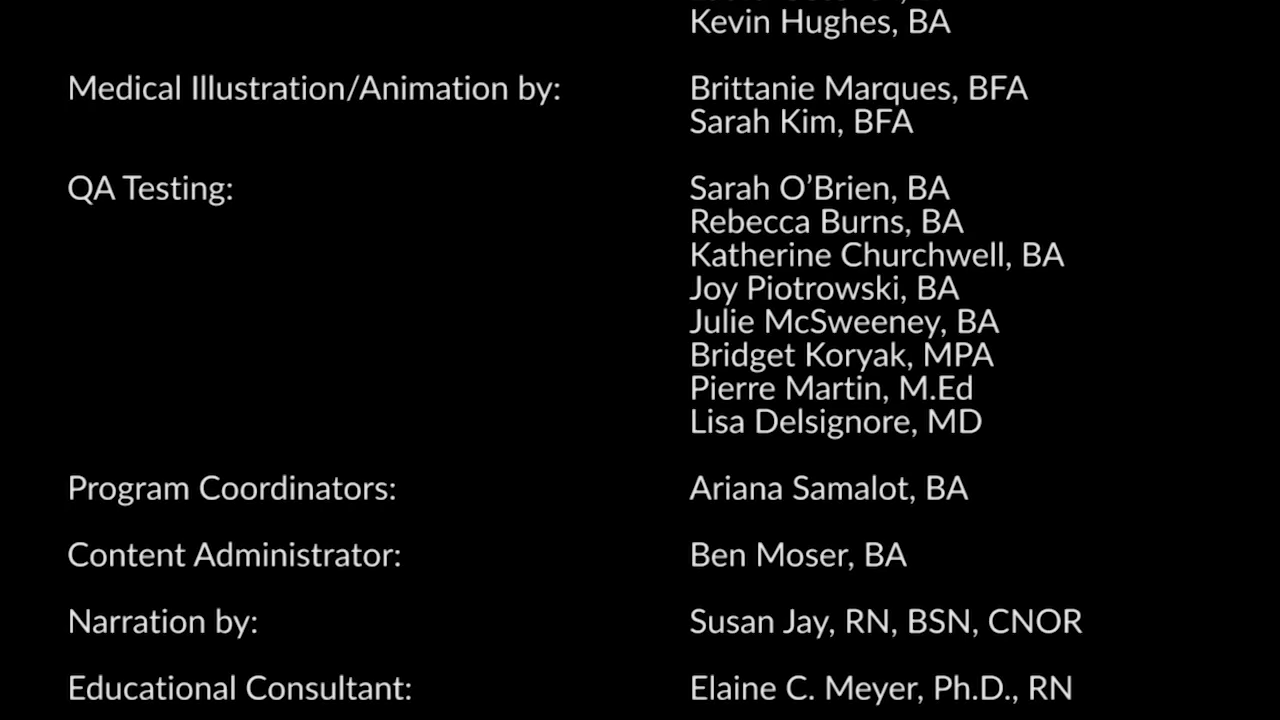 Kevin Hughes, BA
Medical Illustration/Animation by: Brittanie Marques, BFA
Sarah Kim, BFA
QA Testing: Sarah O’Brien, BA
Rebecca Burns, BA
Katherine Churchwell, BA
Joy Piotrowski, BA
Julie McSweeney, BA
Bridget Koryak, MPA
Pierre Martin, M.Ed
Lisa Delsignore, MD
Program Coordinators: Ariana Samalot, BA
Content Administrator: Ben Moser, BA
Narration by: Susan Jay, RN, BSN, CNOR
Educational Consultant: Elaine C. Meyer, Ph.D., RN